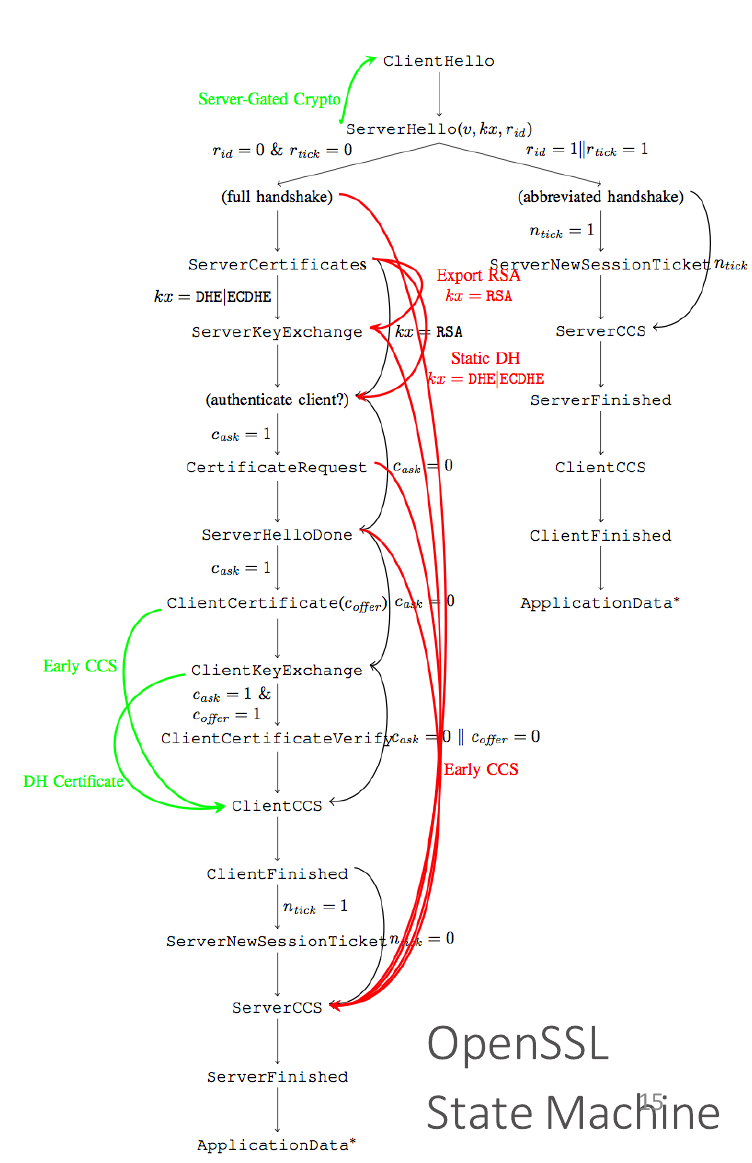 ClientHello
Server-Gated Crypto
ServerHello(v, kx, r_id)
r_id = 0 & r_tick = 0
r_id = 1||r_tick = 1
(full handshake)
(abbreviated handshake)
n_tick = 1
ServerCertificates
ServerNewSessionTicket
n_tick
Export RSA
kx = RSA
kx = DHE|ECDHE
ServerKeyExchange
kx = RSA
ServerCCS
Static DH
kx = DHE|ECDHE
(authenticate client?)
ServerFinished
c_ask = 1
CertificateRequest
c_ask = 0
ClientCCS
ServerHelloDone
ClientFinished
c_ask = 1
ClientCertificate(c_offer)
c_ask = 0
ApplicationData*
Early CCS
ClientKeyExchange
c_ask = 1 &
c_offer = 1
ClientCertificateVerify
c_ask = 0 || c_offer = 0
Early CCS
DH Certificate
ClientCCS
ClientFinished
n_tick = 1
ServerNewSessionTicket
n_tick = 0
ServerCCS
OpenSSL
ServerFinished
State Machine
15
ApplicationData*